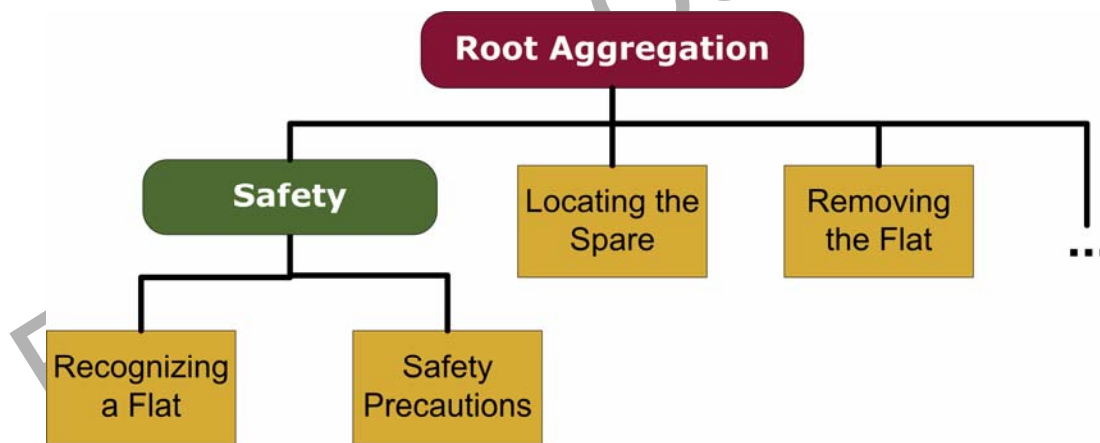 Root Aggregation
Safety
Locating the
Spare
Removing
the Flat
...
Recognizing
a Flat
Safety
Precautions